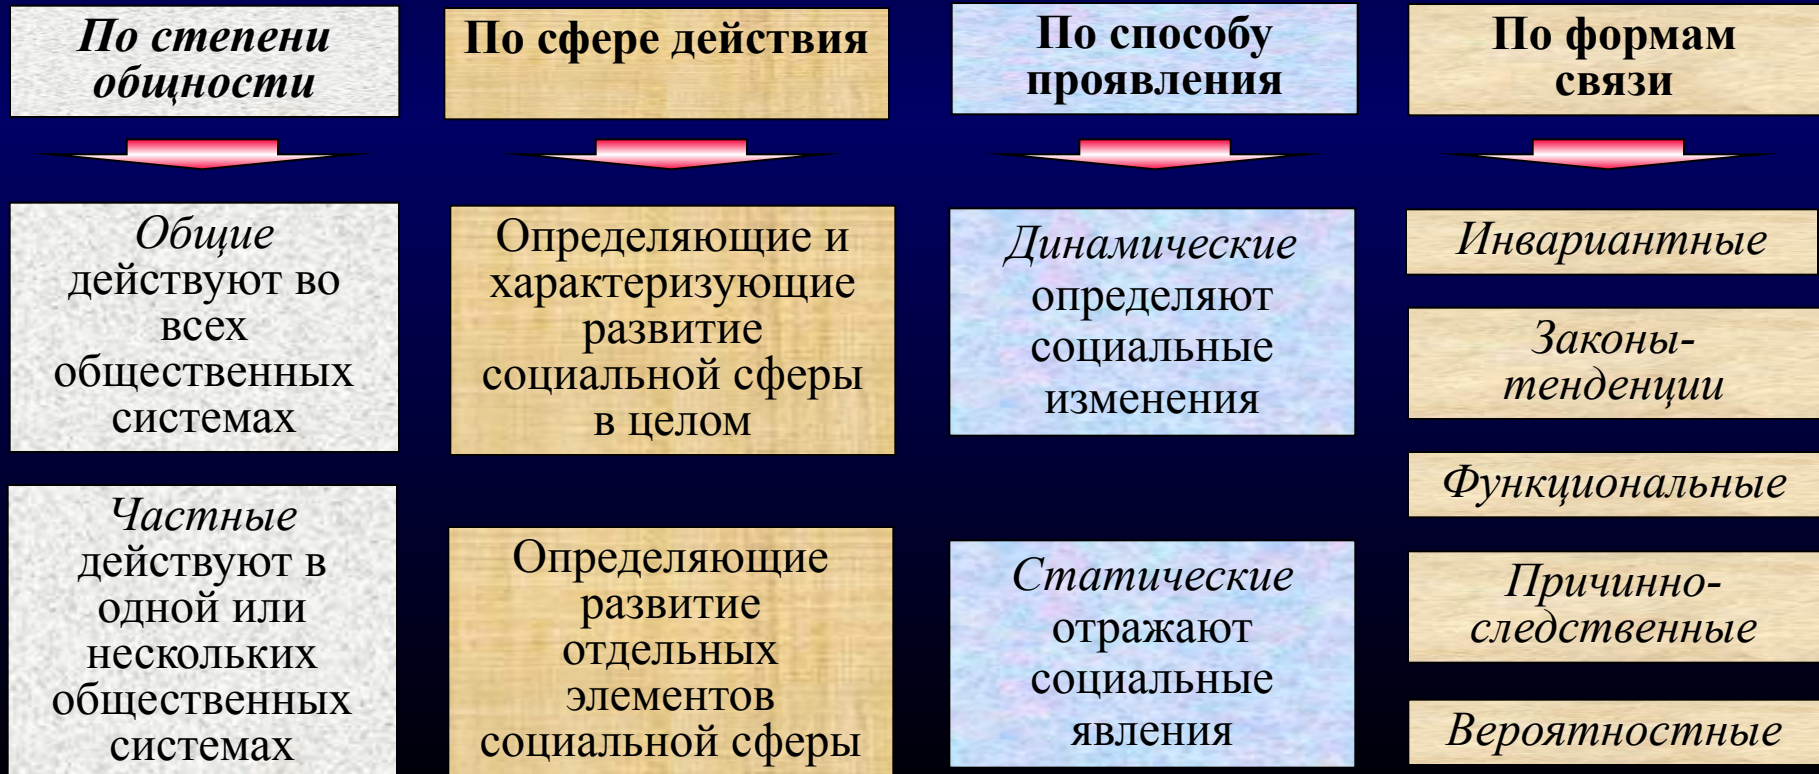 По степени
общности
Общие
действуют во
всех
общественных
системах
Частные
действуют в
одной или
нескольких
общественных
системах
По сфере действия
Определяющие и
характеризующие
развитие
социальной сферы
в целом
Определяющие
развитие
отдельных
элементов
социальной сферы
По способу
проявления
Динамические
определяют
социальные
изменения
Статические
отражают
социальные
явления
По формам
связи
Инвариантные
Законы-
тенденции
Функциональные
Причинно-
следственные
Вероятностные